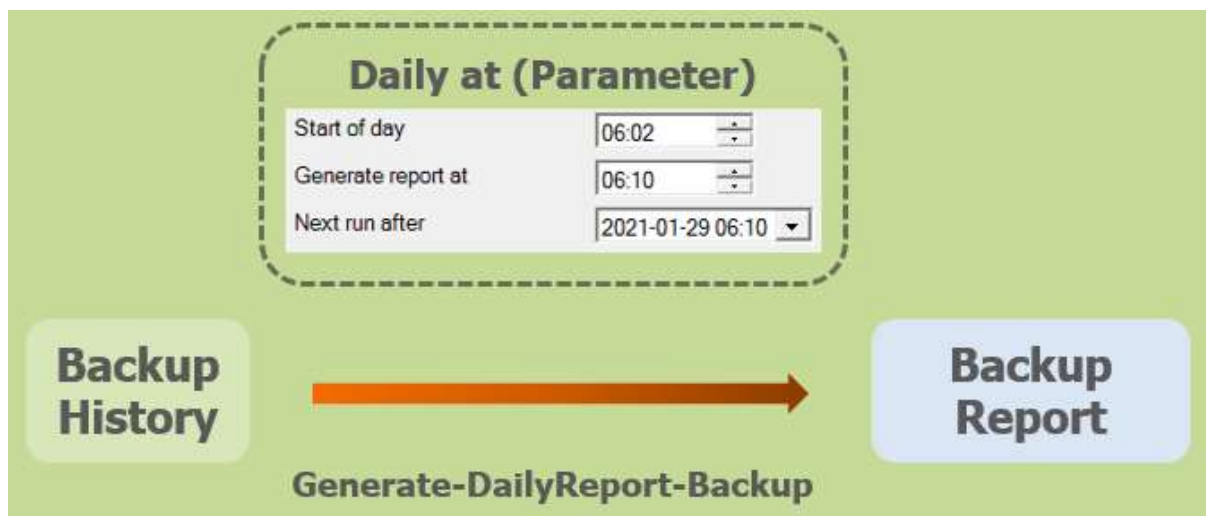 Daily at (Parameter)
Start of day 06:02
Generate report at 06:10
Next run after 2021-01-29 06:10
Backup
History
Backup
Report
Generate-DailyReport-Backup